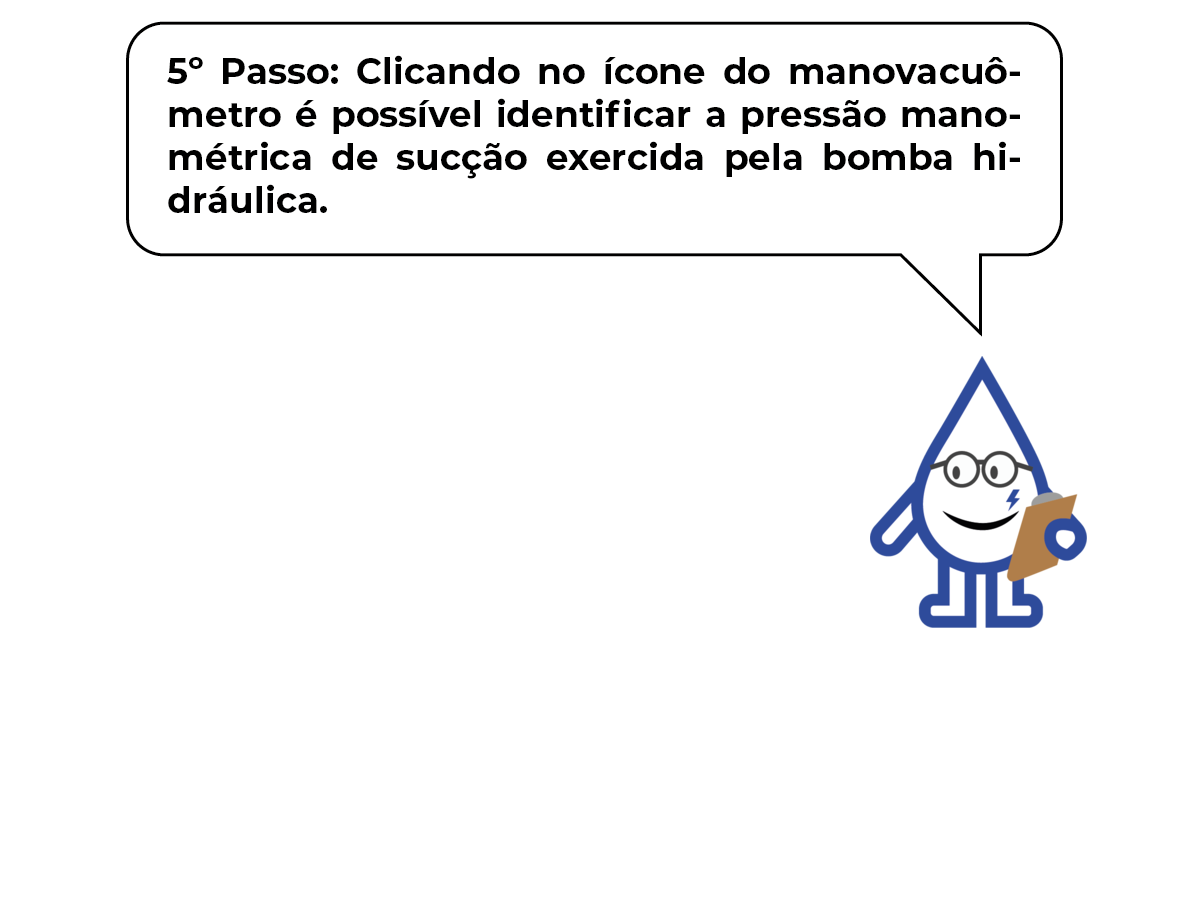 5º Passo: Clicando no ícone do manovacuô-
metro é possível identificar a pressão mano-
métrica de sucção exercida pela bomba hi-
dráulica.